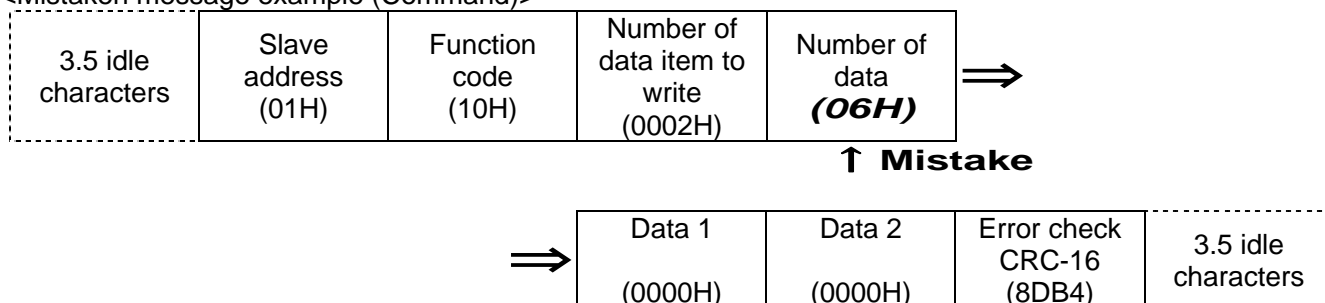 <Mistaken message example (Command)>
3.5 idle
characters
Slave
address
(01H)
Function
code
(10H)
Number of
data item to
write
(0002H)
Number of
data
(06H)
⇒
↑ Mistake
⇒
Data 1
(0000H)
Data 2
(0000H)
Error check
CRC-16
(8DB4)
3.5 idle
characters